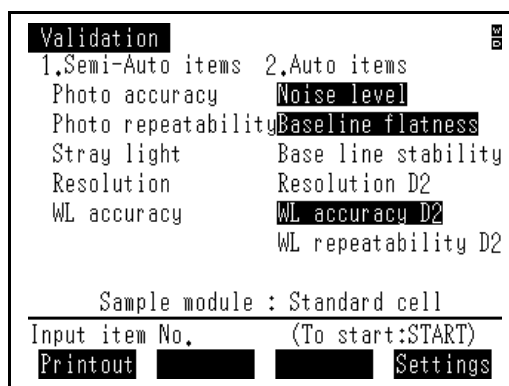 Validation W D
1.Semi-Auto items 2.Auto items
Photo accuracy Noise level
Photo repeatability Baseline flatness
Stray light Base line stability
Resolution Resolution D2
WL accuracy WL accuracy D2
WL repeatability D2
Sample module : Standard cell
Input item No. (To start:START)
Printout Settings